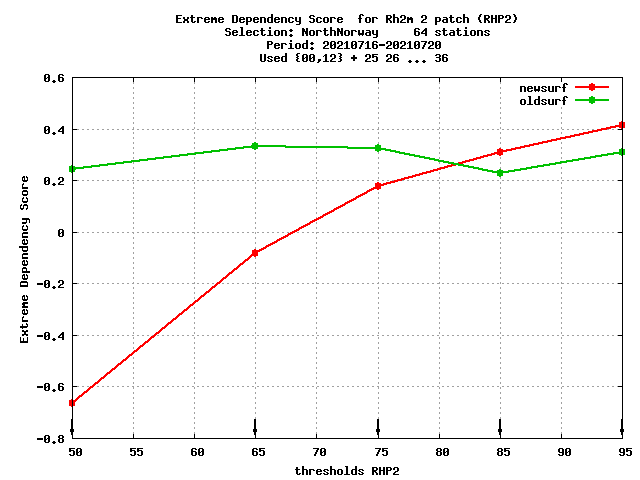 Extreme Dependency Score  for Rh2m 2 patch (RHP2)
Selection: NorthNorway     64 stations
Period: 20210716-20210720
Used {00,12} + 25 26 ... 36
newsurf
oldsurf
Extreme Dependency Score
0.6
0.4
0.2
0
-0.2
-0.4
-0.6
-0.8
50 55 60 65 70 75 80 85 90 95
thresholds RHP2